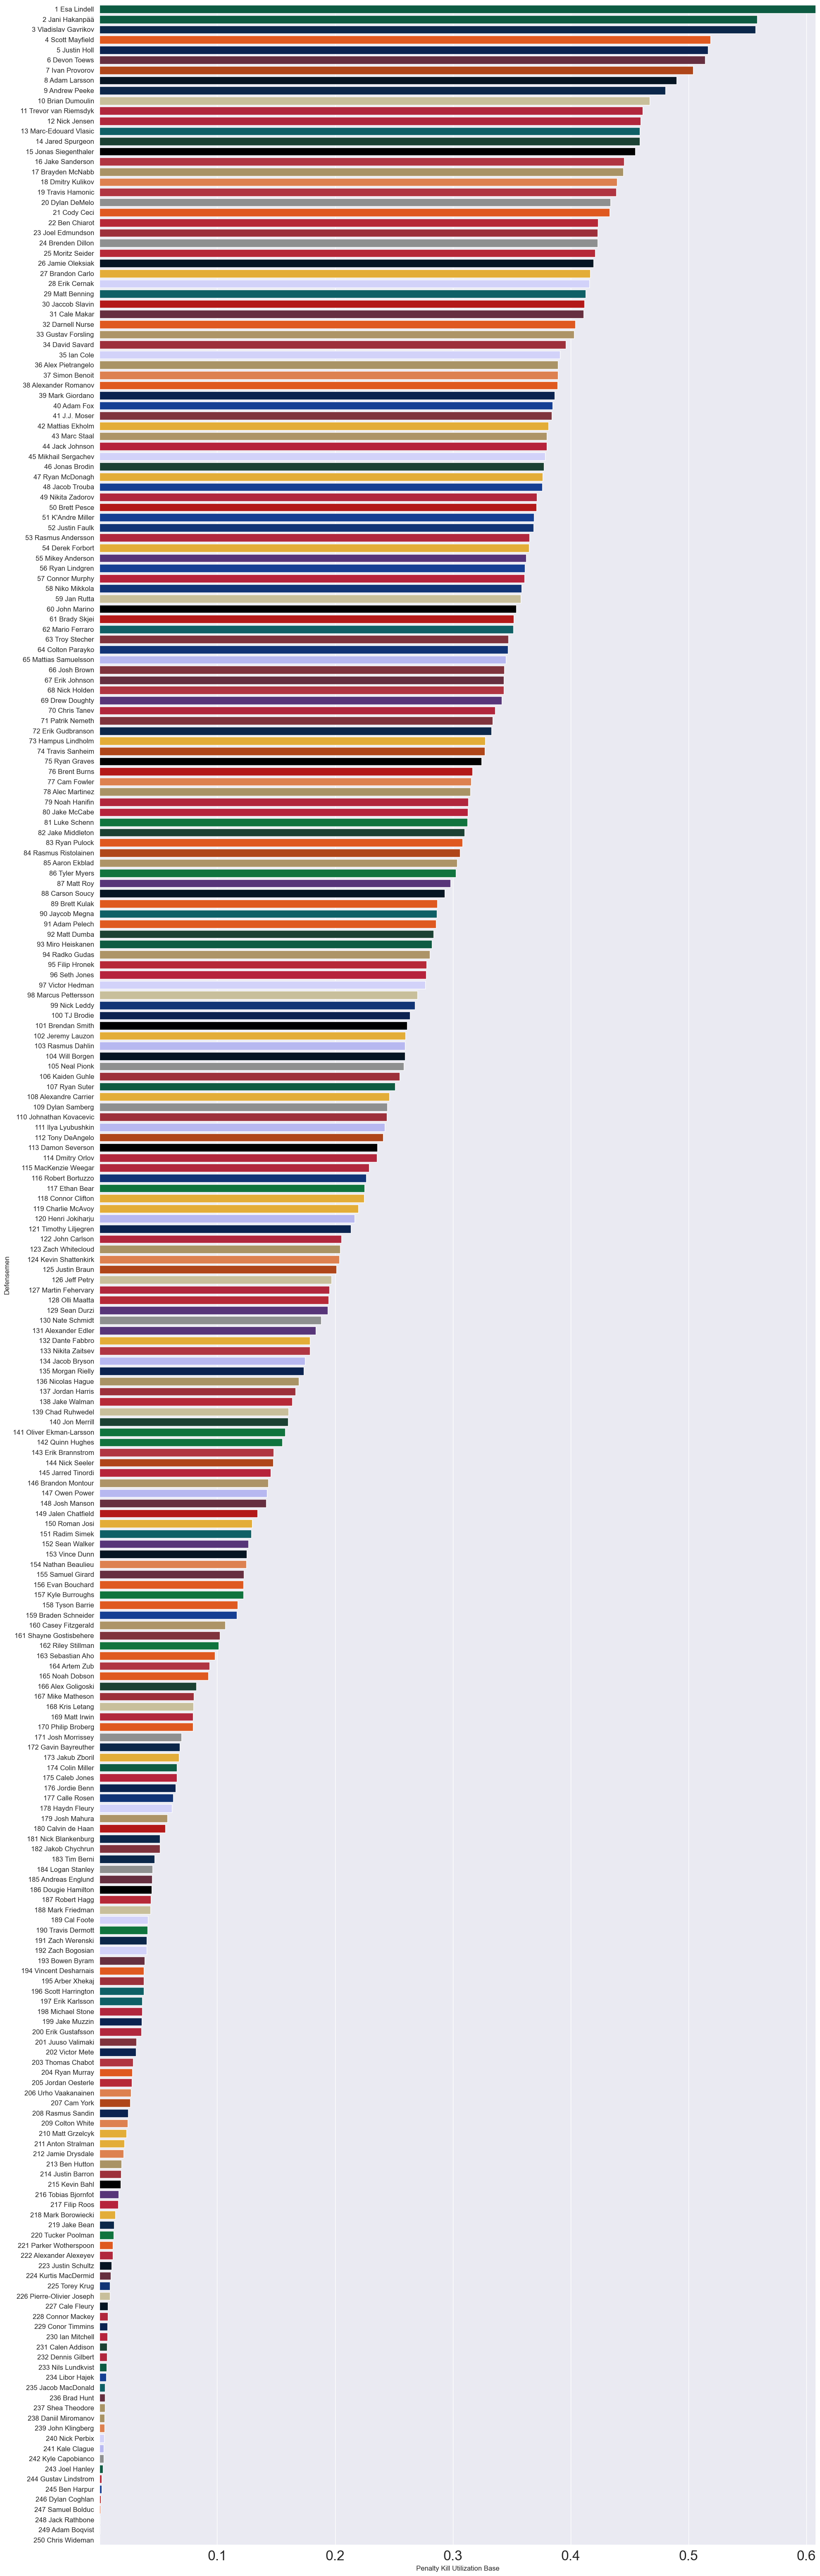 1 Esa Lindell
2 Jani Hakanpää
3 Vladislav Gavrikov
4 Scott Mayfield
5 Justin Holl
6 Devon Toews
7 Ivan Provorov
8 Adam Larsson
9 Andrew Peeke
10 Brian Dumoulin
11 Trevor van Riemsdyk
12 Nick Jensen
13 Marc-Edouard Vlasic
14 Jared Spurgeon
15 Jonas Siegenthaler
16 Jake Sanderson
17 Brayden McNabb
18 Dmitry Kulikov
19 Travis Hamonic
20 Dylan DeMelo
21 Cody Ceci
22 Ben Chiarot
23 Joel Edmundson
24 Brenden Dillon
25 Moritz Seider
26 Jamie Oleksiak
27 Brandon Carlo
28 Erik Cernak
29 Matt Benning
30 Jaccob Slavin
31 Cale Makar
32 Darnell Nurse
33 Gustav Forsling
34 David Savard
35 Ian Cole
36 Alex Pietrangelo
37 Simon Benoit
38 Alexander Romanov
39 Mark Giordano
40 Adam Fox
41 J.J. Moser
42 Mattias Ekholm
43 Marc Staal
44 Jack Johnson
45 Mikhail Sergachev
46 Jonas Brodin
47 Ryan McDonagh
48 Jacob Trouba
49 Nikita Zadorov
50 Brett Pesce
51 K'Andre Miller
52 Justin Faulk
53 Rasmus Andersson
54 Derek Forbort
55 Mikey Anderson
56 Ryan Lindgren
57 Connor Murphy
58 Niko Mikkola
59 Jan Rutta
60 John Marino
61 Brady Skjei
62 Mario Ferraro
63 Troy Stecher
64 Colton Parayko
65 Mattias Samuelsson
66 Josh Brown
67 Erik Johnson
68 Nick Holden
69 Drew Doughty
70 Chris Tanev
71 Patrik Nemeth
72 Erik Gudbranson
73 Hampus Lindholm
74 Travis Sanheim
75 Ryan Graves
76 Brent Burns
77 Cam Fowler
78 Alec Martinez
79 Noah Hanifin
80 Jake McCabe
81 Luke Schenn
82 Jake Middleton
83 Ryan Pulock
84 Rasmus Ristolainen
85 Aaron Ekblad
86 Tyler Myers
87 Matt Roy
88 Carson Soucy
89 Brett Kulak
90 Jaycob Megna
91 Adam Pelech
92 Matt Dumba
93 Miro Heiskanen
94 Radko Gudas
95 Filip Hronek
96 Seth Jones
97 Victor Hedman
98 Marcus Pettersson
99 Nick Leddy
100 TJ Brodie
101 Brendan Smith
102 Jeremy Lauzon
103 Rasmus Dahlin
104 Will Borgen
105 Neal Pionk
106 Kaiden Guhle
107 Ryan Suter
108 Alexandre Carrier
109 Dylan Samberg
110 Johnathan Kovacevic
111 Ilya Lyubushkin
112 Tony DeAngelo
113 Damon Severson
114 Dmitry Orlov
115 MacKenzie Weegar
116 Robert Bortuzzo
117 Ethan Bear
118 Connor Clifton
119 Charlie McAvoy
120 Henri Jokiharju
121 Timothy Liljegren
122 John Carlson
123 Zach Whitecloud
124 Kevin Shattenkirk
125 Justin Braun
126 Jeff Petry
127 Martin Fehervary
128 Olli Maatta
129 Sean Durzi
130 Nate Schmidt
131 Alexander Edler
132 Dante Fabbro
133 Nikita Zaitsev
134 Jacob Bryson
135 Morgan Rielly
136 Nicolas Hague
137 Jordan Harris
138 Jake Walman
139 Chad Ruhwedel
140 Jon Merrill
141 Oliver Ekman-Larsson
142 Quinn Hughes
143 Erik Brannstrom
144 Nick Seeler
145 Jarred Tinordi
146 Brandon Montour
147 Owen Power
148 Josh Manson
149 Jalen Chatfield
150 Roman Josi
151 Radim Simek
152 Sean Walker
153 Vince Dunn
154 Nathan Beaulieu
155 Samuel Girard
156 Evan Bouchard
157 Kyle Burroughs
158 Tyson Barrie
159 Braden Schneider
160 Casey Fitzgerald
161 Shayne Gostisbehere
162 Riley Stillman
163 Sebastian Aho
164 Artem Zub
165 Noah Dobson
166 Alex Goligoski
167 Mike Matheson
168 Kris Letang
169 Matt Irwin
170 Philip Broberg
171 Josh Morrissey
172 Gavin Bayreuther
173 Jakub Zboril
174 Colin Miller
175 Caleb Jones
176 Jordie Benn
177 Calle Rosen
178 Haydn Fleury
179 Josh Mahura
180 Calvin de Haan
181 Nick Blankenburg
182 Jakob Chychrun
183 Tim Berni
184 Logan Stanley
185 Andreas Englund
186 Dougie Hamilton
187 Robert Hagg
188 Mark Friedman
189 Cal Foote
190 Travis Dermott
191 Zach Werenski
192 Zach Bogosian
193 Bowen Byram
194 Vincent Desharnais
195 Arber Xhekaj
196 Scott Harrington
197 Erik Karlsson
198 Michael Stone
199 Jake Muzzin
200 Erik Gustafsson
201 Juuso Valimaki
202 Victor Mete
203 Thomas Chabot
204 Ryan Murray
205 Jordan Oesterle
206 Urho Vaakanainen
207 Cam York
208 Rasmus Sandin
209 Colton White
210 Matt Grzelcyk
211 Anton Stralman
212 Jamie Drysdale
213 Ben Hutton
214 Justin Barron
215 Kevin Bahl
216 Tobias Bjornfot
217 Filip Roos
218 Mark Borowiecki
219 Jake Bean
220 Tucker Poolman
221 Parker Wotherspoon
222 Alexander Alexeyev
223 Justin Schultz
224 Kurtis MacDermid
225 Torey Krug
226 Pierre-Olivier Joseph
227 Cale Fleury
228 Connor Mackey
229 Conor Timmins
230 Ian Mitchell
231 Calen Addison
232 Dennis Gilbert
233 Nils Lundkvist
234 Libor Hajek
235 Jacob MacDonald
236 Brad Hunt
237 Shea Theodore
238 Daniil Miromanov
239 John Klingberg
240 Nick Perbix
241 Kale Clague
242 Kyle Capobianco
243 Joel Hanley
244 Gustav Lindstrom
245 Ben Harpur
246 Dylan Coghlan
247 Samuel Bolduc
248 Jack Rathbone
249 Adam Boqvist
250 Chris Wideman
Defensemen
0.1 0.2 0.3 0.4 0.5 0.6
Penalty Kill Utilization Base